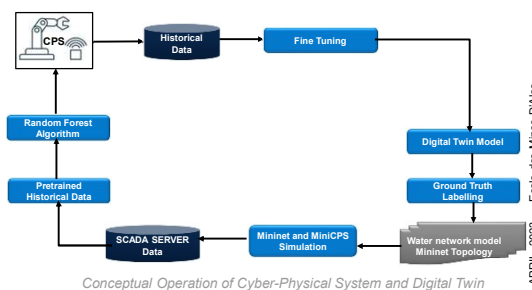 CPS
Historical
Data
Fine Tuning
Random Forest
Algorithm
Digital Twin Model
Pretrained
Historical Data
Ground Truth
Labelling
SCADA SERVER
Data
Mininet and MiniCPS
Simulation
Water network model
Mininet Topology
Conceptual Operation of Cyber-Physical System and Digital Twin